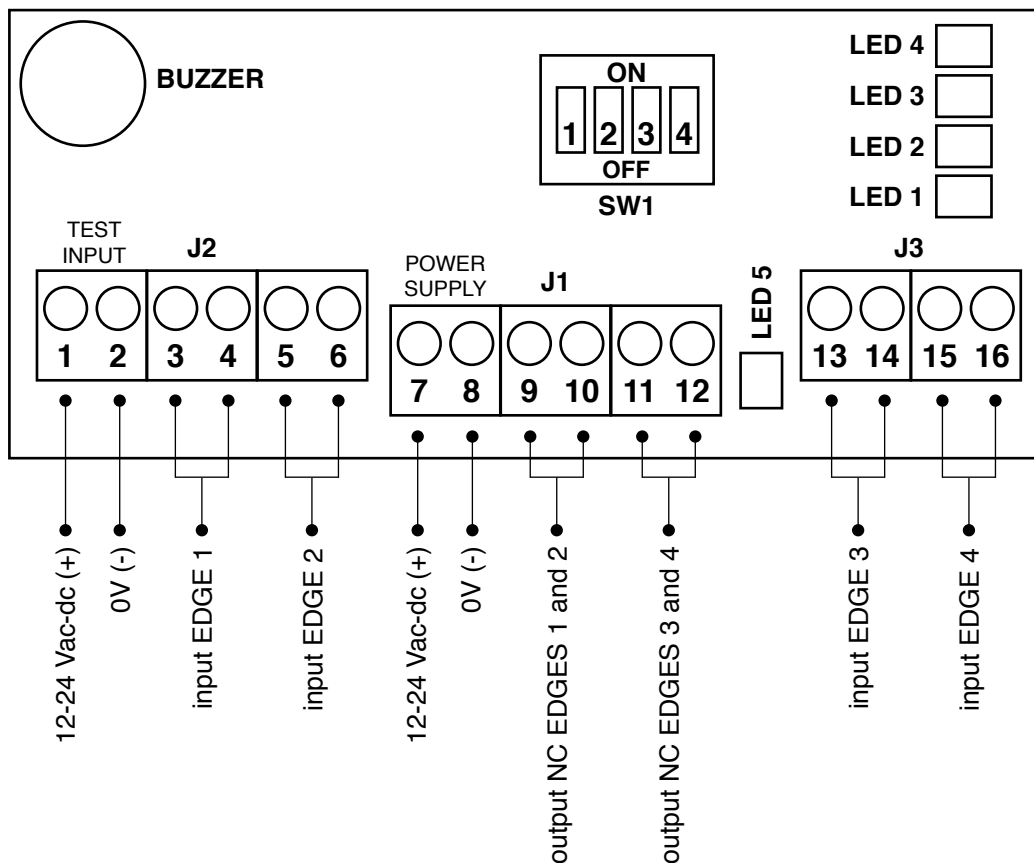 BUZZER
ON
1 2 3 4
OFF
SW1
LED 4
LED 3
LED 2
LED 1
TEST
INPUT
J2
1 2 3 4 5 6
POWER
SUPPLY
J1
7 8 9 10 11 12
LED 5
J3
13 14 15 16
12-24 Vac-dc (+)
0V (-)
input EDGE 1
input EDGE 2
12-24 Vac-dc (+)
0V (-)
output NC EDGES 1 and 2
output NC EDGES 3 and 4
input EDGE 3
input EDGE 4